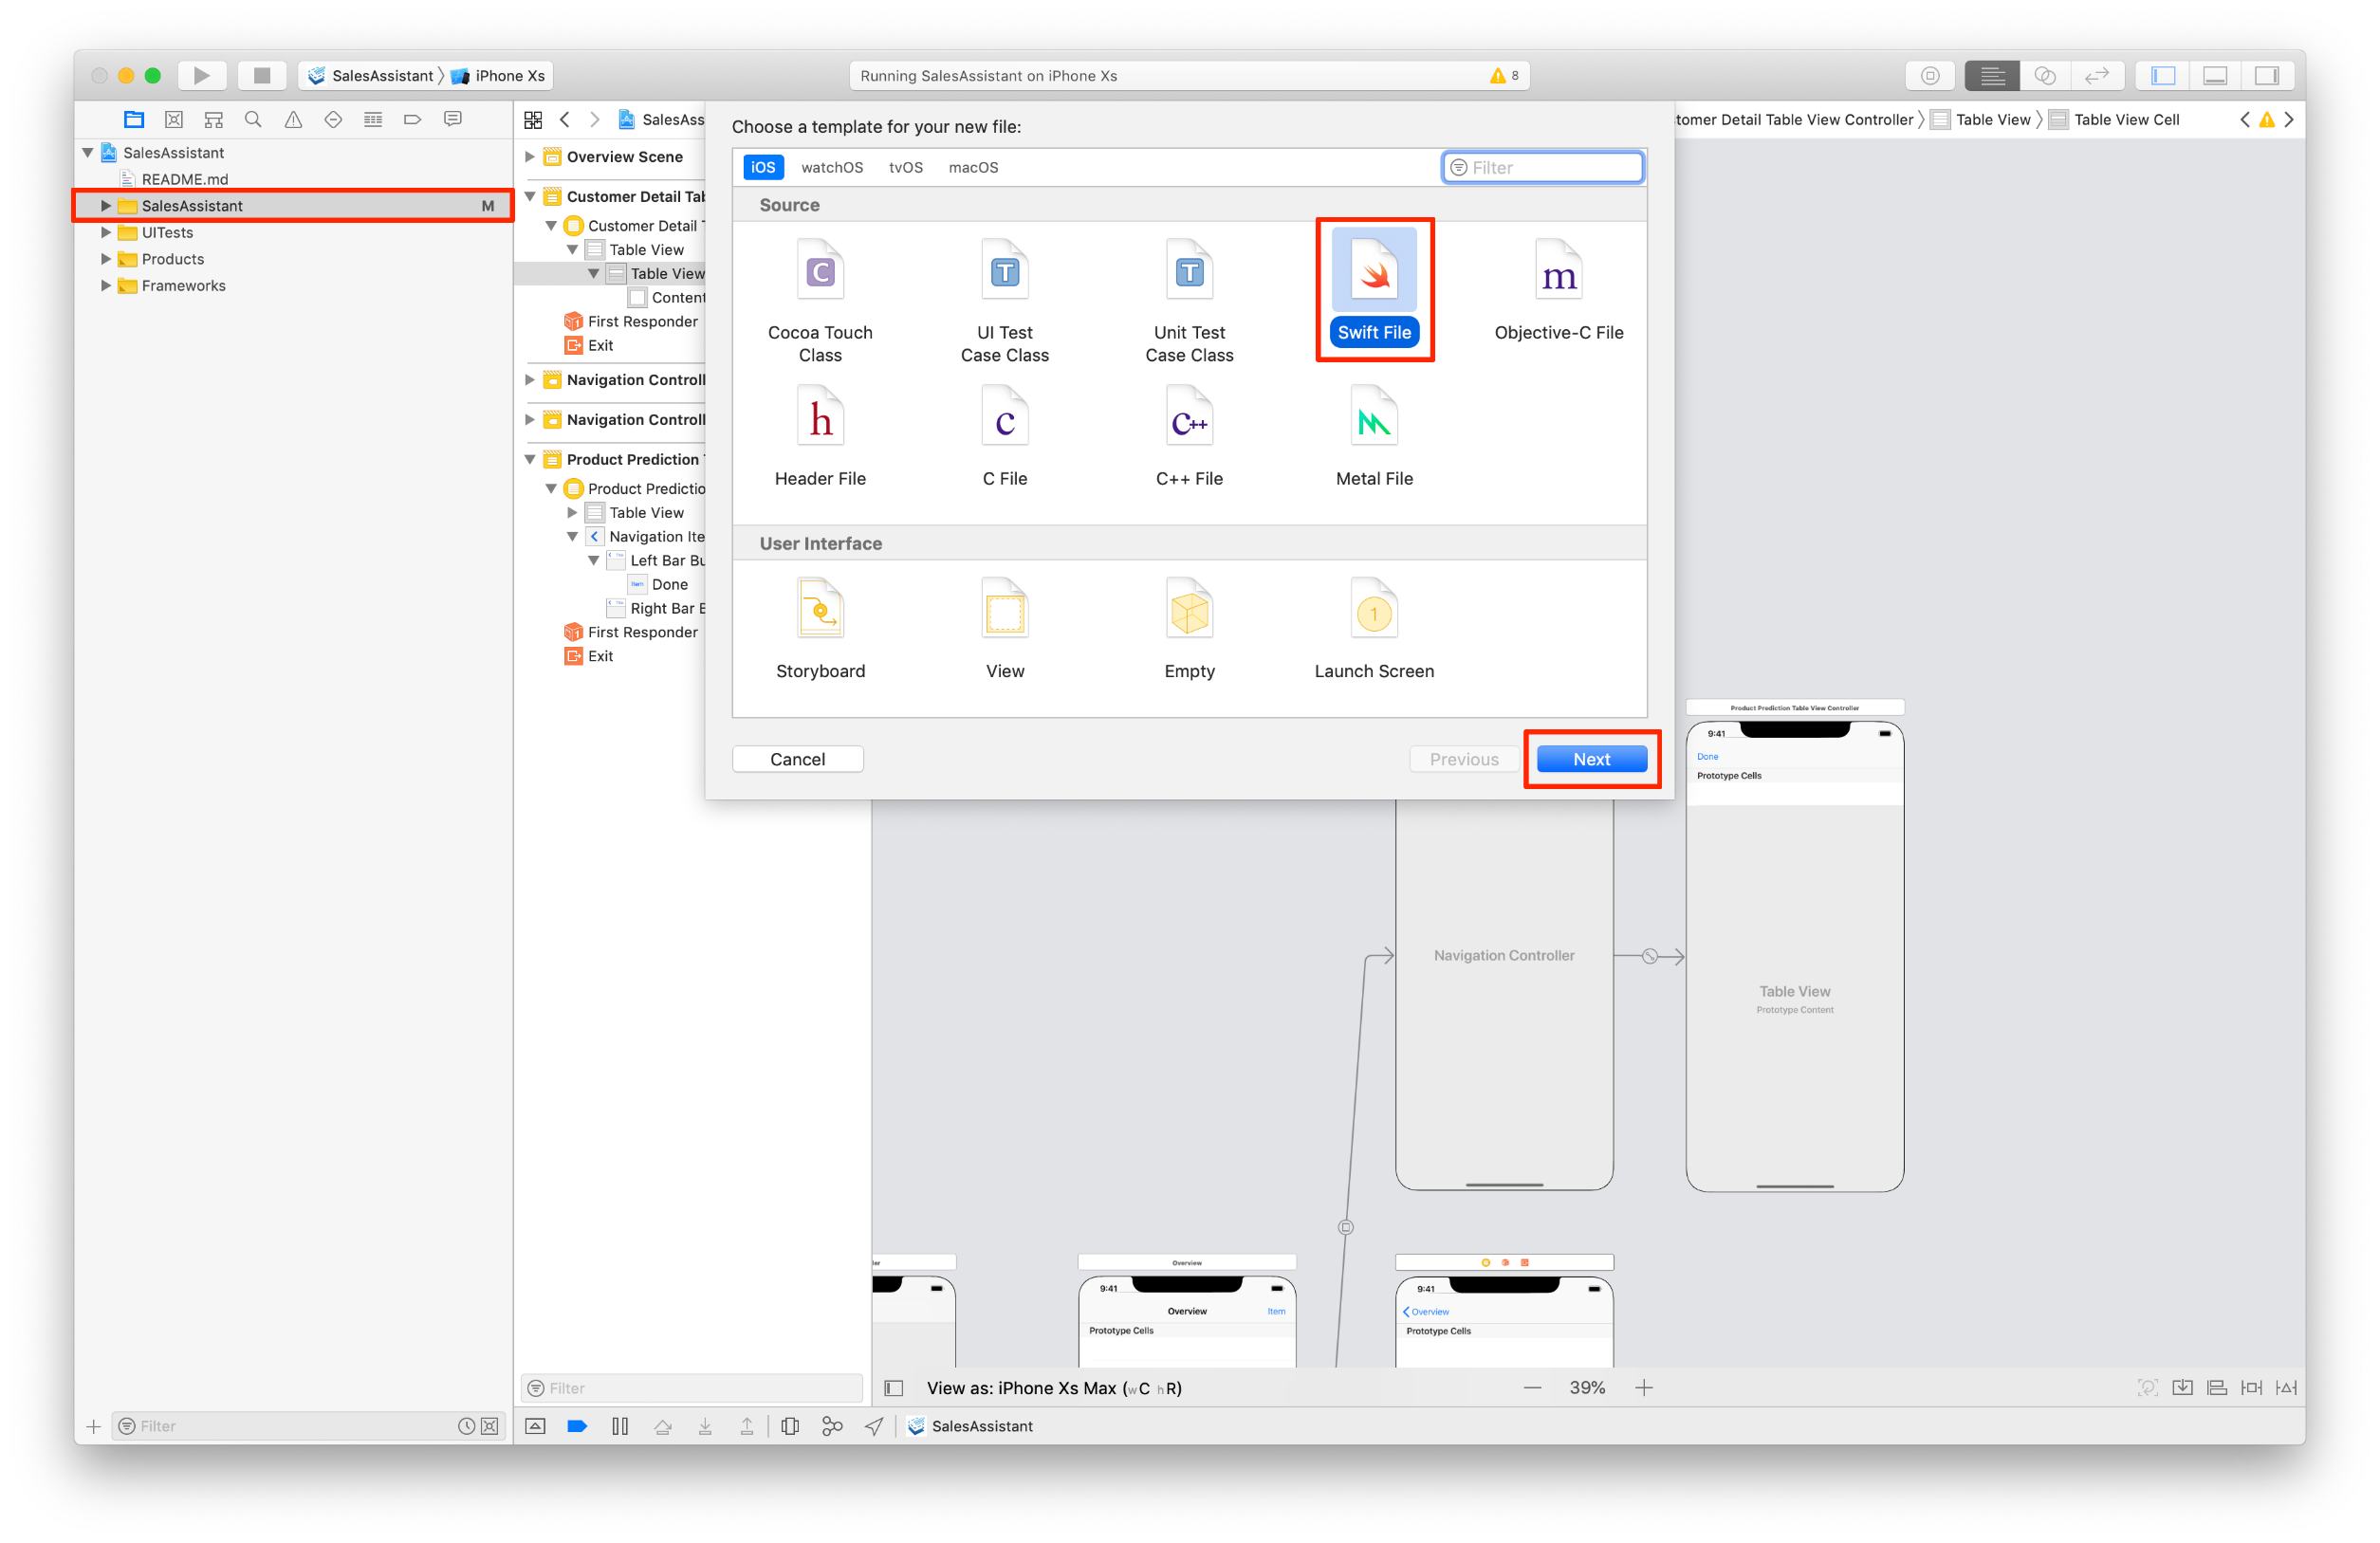 SalesAssistant
iPhone Xs
Running SalesAssistant on iPhone Xs
8
SalesAssistant
README.md
SalesAssistant
M
UITests
Products
Frameworks
Filter
SalesAss
tomer Detail Table View Controller
Table View
Table View Cell
Overview Scene
Customer Detail Tab
Customer Detail T
Table View
Table View
Content
First Responder
Exit
Navigation Controll
Navigation Controll
Product Prediction T
Product Predictio
Table View
Navigation Ite
Left Bar Bu
Done
Right Bar B
First Responder
Exit
Filter
Choose a template for your new file:
iOS
watchOS
tvOS
macOS
Filter
Source
Cocoa Touch
Class
UI Test
Case Class
Unit Test
Case Class
Swift File
Objective-C File
Header File
C File
C++ File
Metal File
User Interface
Storyboard
View
Empty
Launch Screen
Cancel
Previous
Next
Product Prediction Table View Controller
9:41
Done
Prototype Cells
Table View
Prototype Content
Navigation Controller
ller
Overview
9:41
Overview
Item
Prototype Cells
9:41
Overview
Prototype Cells
View as: iPhone Xs Max (wC hR)
39%
SalesAssistant